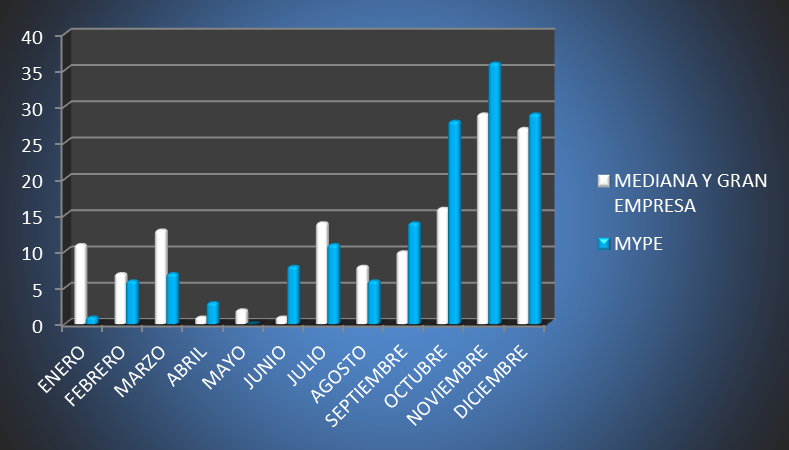 40
35
30
25
20
15
10
5
0
ENERO
FEBRERO
MARZO
ABRIL
MAYO
JUNIO
JULIO
AGOSTO
SEPTIEMBRE
OCTUBRE
NOVIEMBRE
DICIEMBRE
MEDIANA Y GRAN
EMPRESA
MYPE